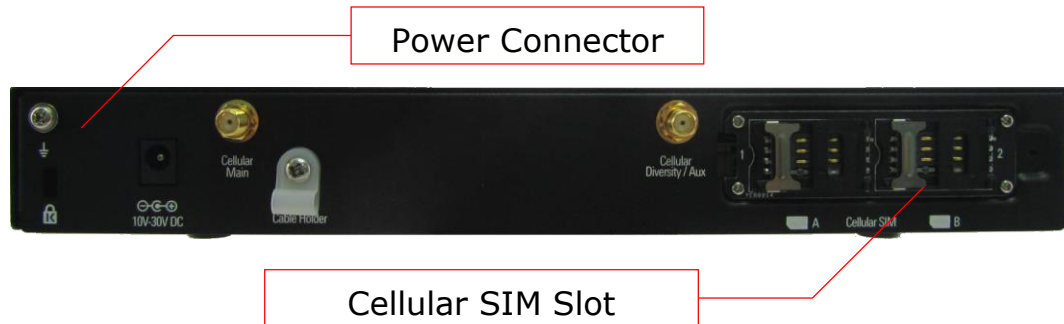 Power Connector
Cellular
Main
10V-30V DC
Cable Holder
Cellular
Diversity / Aux
1
2
A
Cellular SIM
B
Cellular SIM Slot